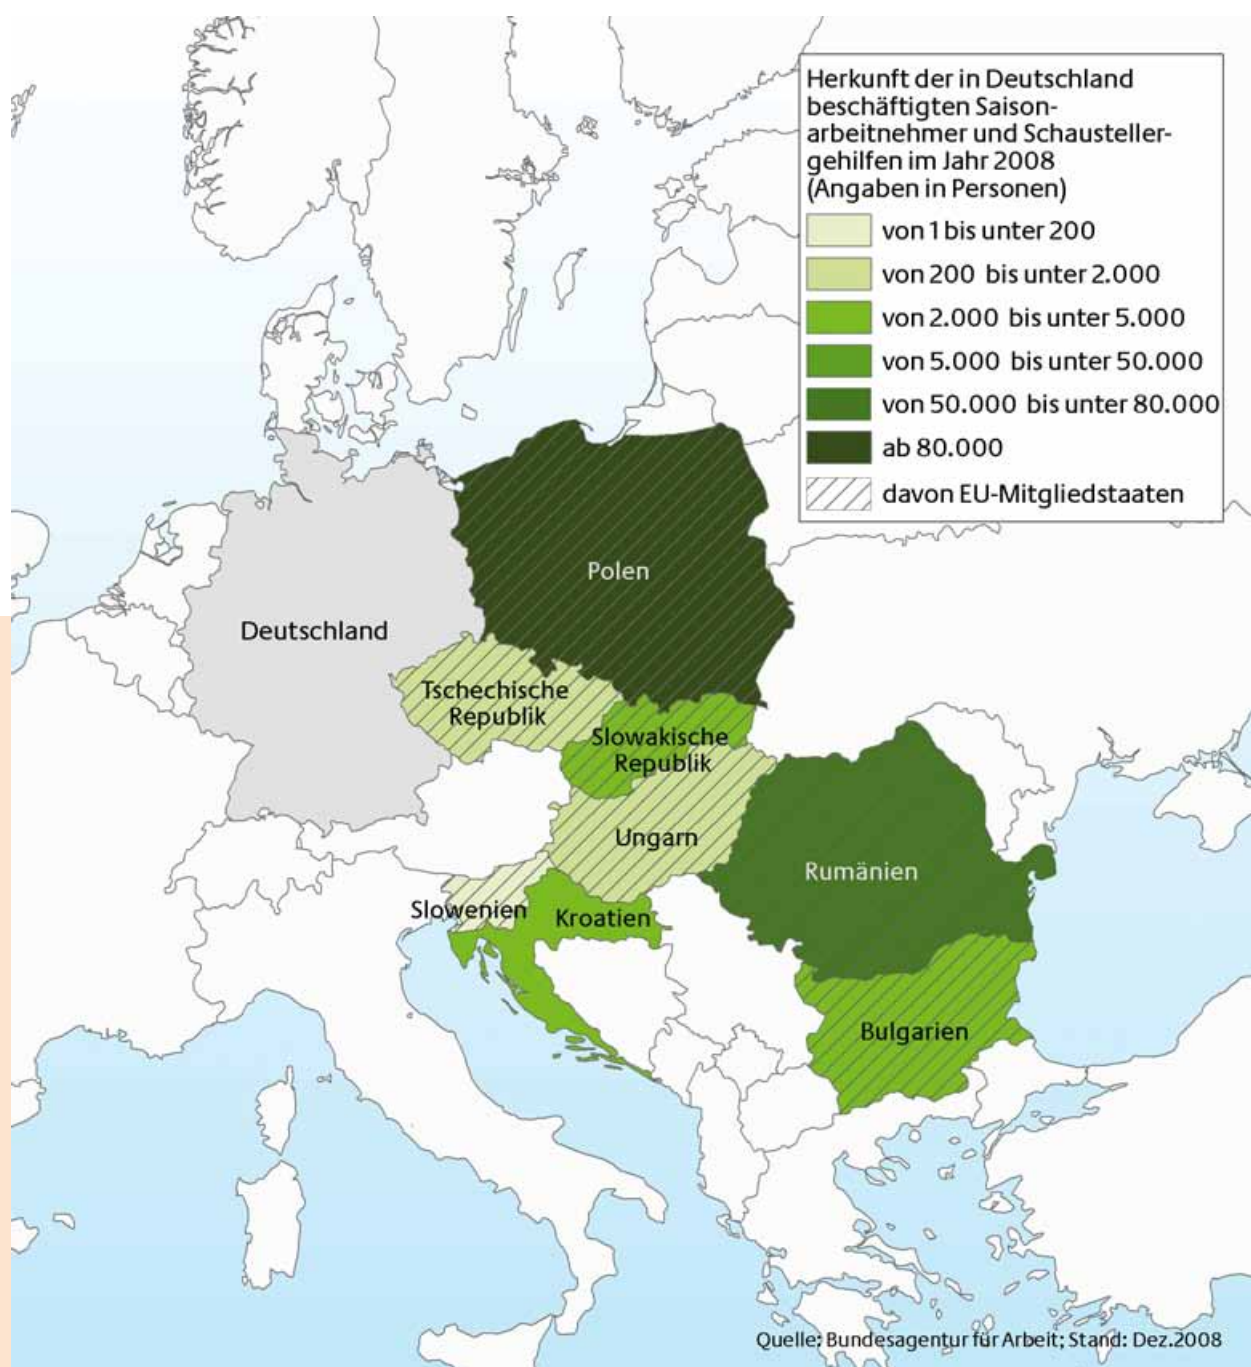 Herkunft der in Deutschland
beschäftigten Saison-
arbeitnehmer und Schausteller-
gehilfen im Jahr 2008
(Angaben in Personen)
von 1 bis unter 200
von 200 bis unter 2.000
von 2.000 bis unter 5.000
von 5.000 bis unter 50.000
von 50.000 bis unter 80.000
ab 80.000
davon EU-Mitgliedstaaten
Polen
Deutschland
Tschechische
Republik
Slowakische
Republik
Ungarn
Rumänien
Slowenien
Kroatien
Bulgarien
Quelle: Bundesagentur für Arbeit; Stand: Dez.2008